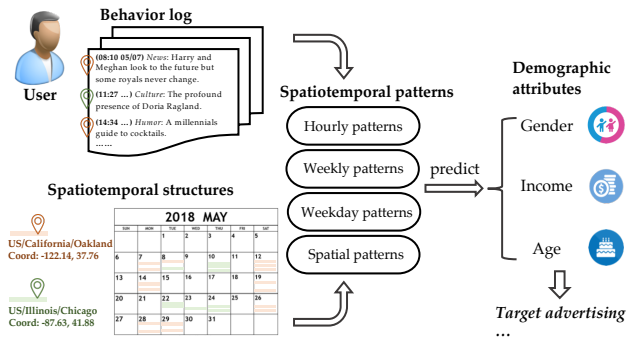 Behavior log
User
(08:10 05/07) News: Harry and
Meghan look to the future but
some royals never change.
(11:27 ...) Culture: The profound
presence of Doria Ragland.
(14:34 ...) Humor: A millennials
guide to cocktails.
......
Spatiotemporal structures
US/California/Oakland
Coord: -122.14, 37.76
US/Illinois/Chicago
Coord: -87.63, 41.88
2018 MAY
SUN MON TUE WED THU FRI SAT
1 2 3 4 5
6 7 8 9 10 11 12
13 14 15 16 17 18 19
20 21 22 23 24 25 26
27 28 29 30 31
Spatiotemporal patterns
Hourly patterns
Weekly patterns
Weekday patterns
Spatial patterns
predict
Demographic
attributes
Gender
Income
Age
Target advertising
...